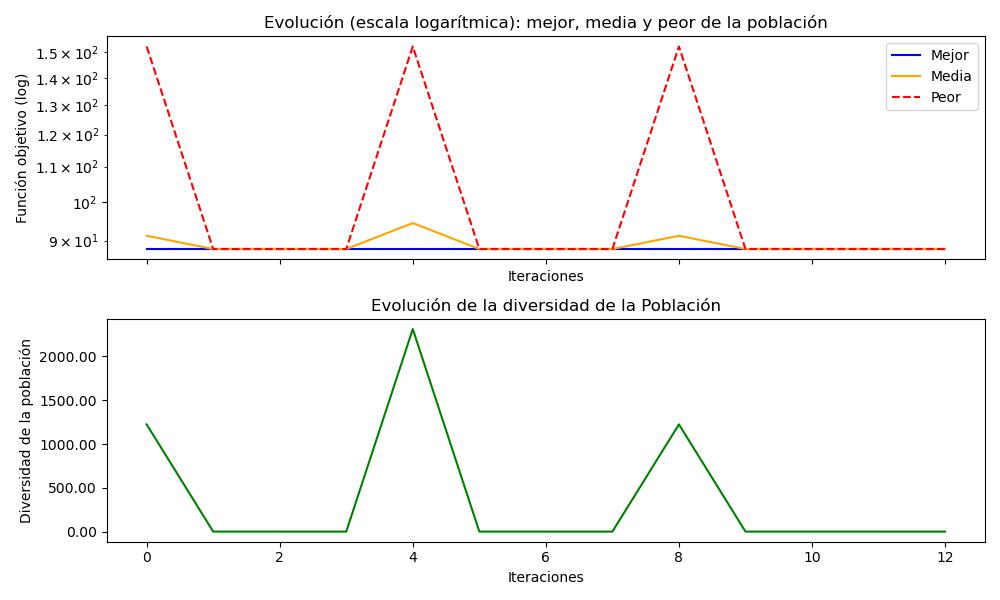 Evolución (escala logarítmica): mejor, media y peor de la población
Función objetivo (log)
1.5 × 10²
1.4 × 10²
1.3 × 10²
1.2 × 10²
1.1 × 10²
10²
9 × 10¹
Mejor
Media
Peor
Iteraciones
Evolución de la diversidad de la Población
Diversidad de la población
2000.00
1500.00
1000.00
500.00
0.00
0 2 4 6 8 10 12
Iteraciones